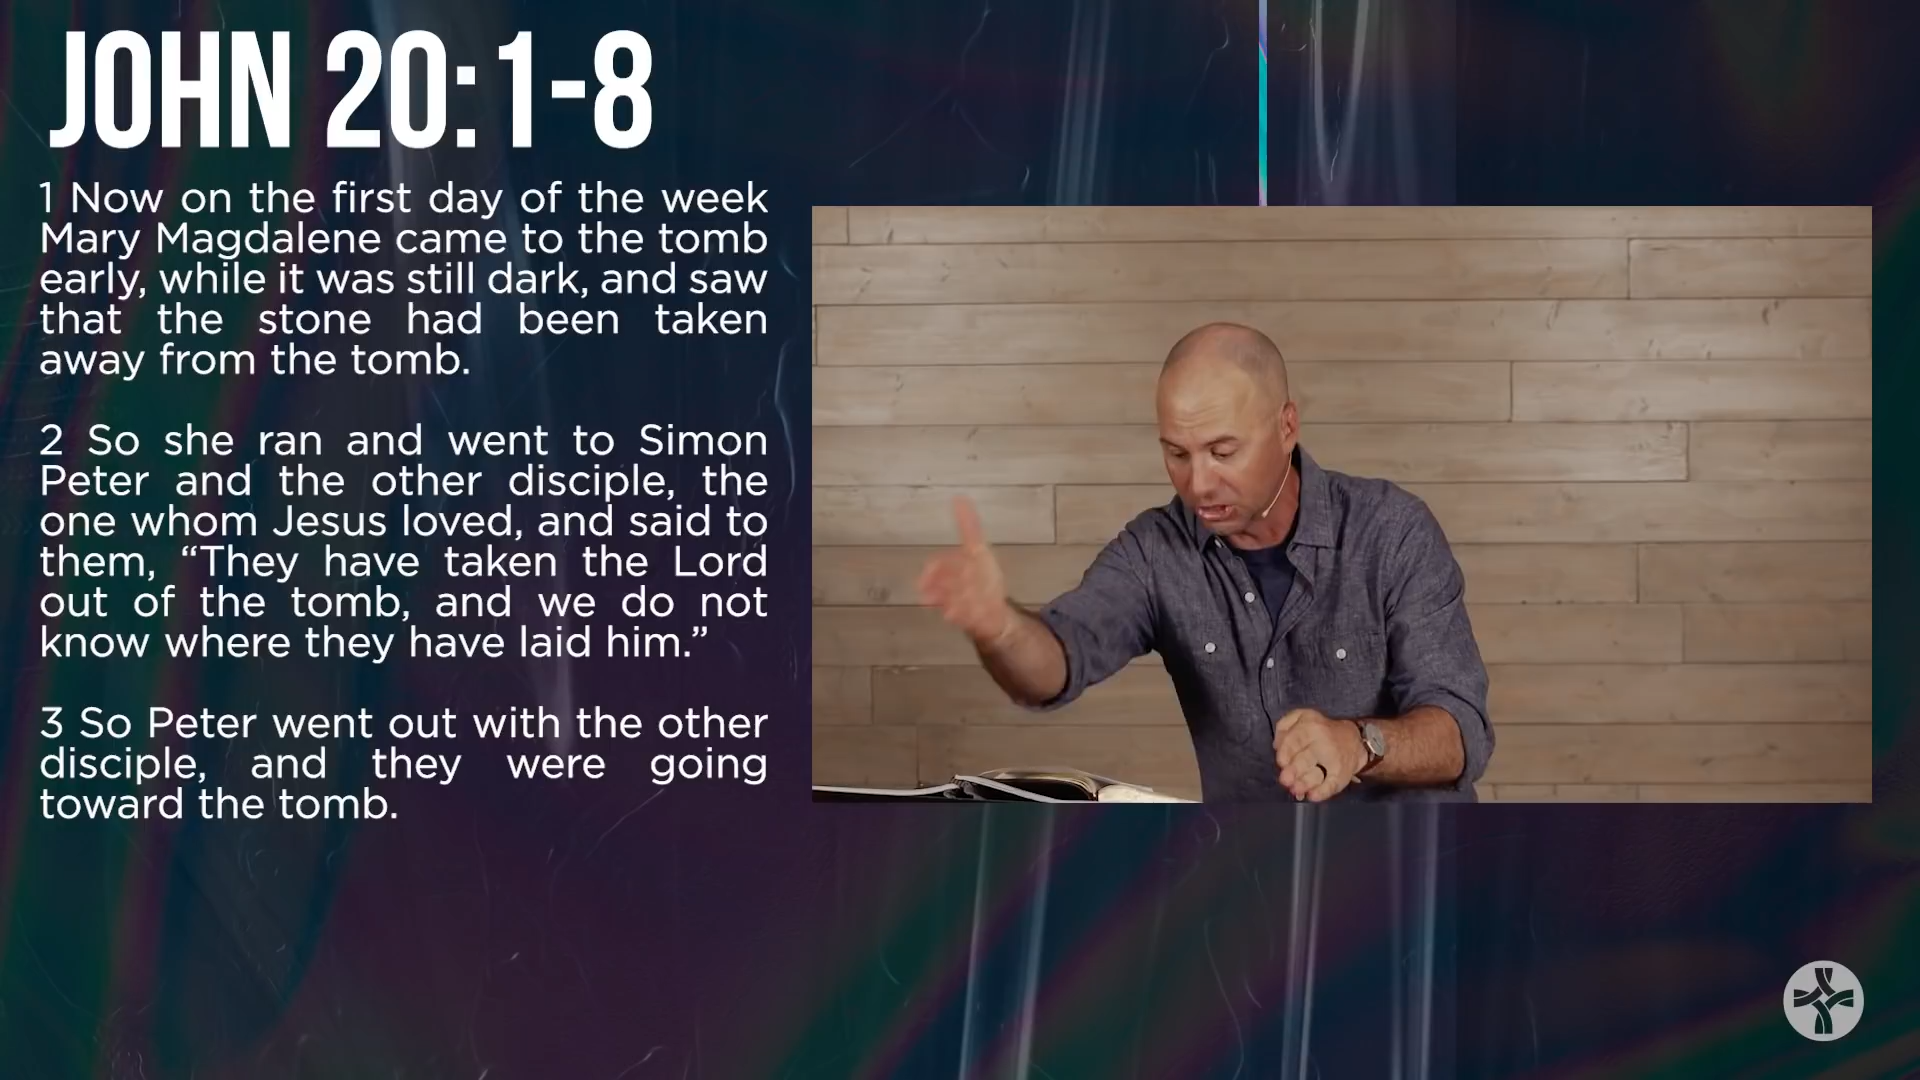 JOHN 20:1-8
1 Now on the first day of the week
Mary Magdalene came to the tomb
early, while it was still dark, and saw
that the stone had been taken
away from the tomb.
2 So she ran and went to Simon
Peter and the other disciple, the
one whom Jesus loved, and said to
them, “They have taken the Lord
out of the tomb, and we do not
know where they have laid him.”
3 So Peter went out with the other
disciple, and they were going
toward the tomb.